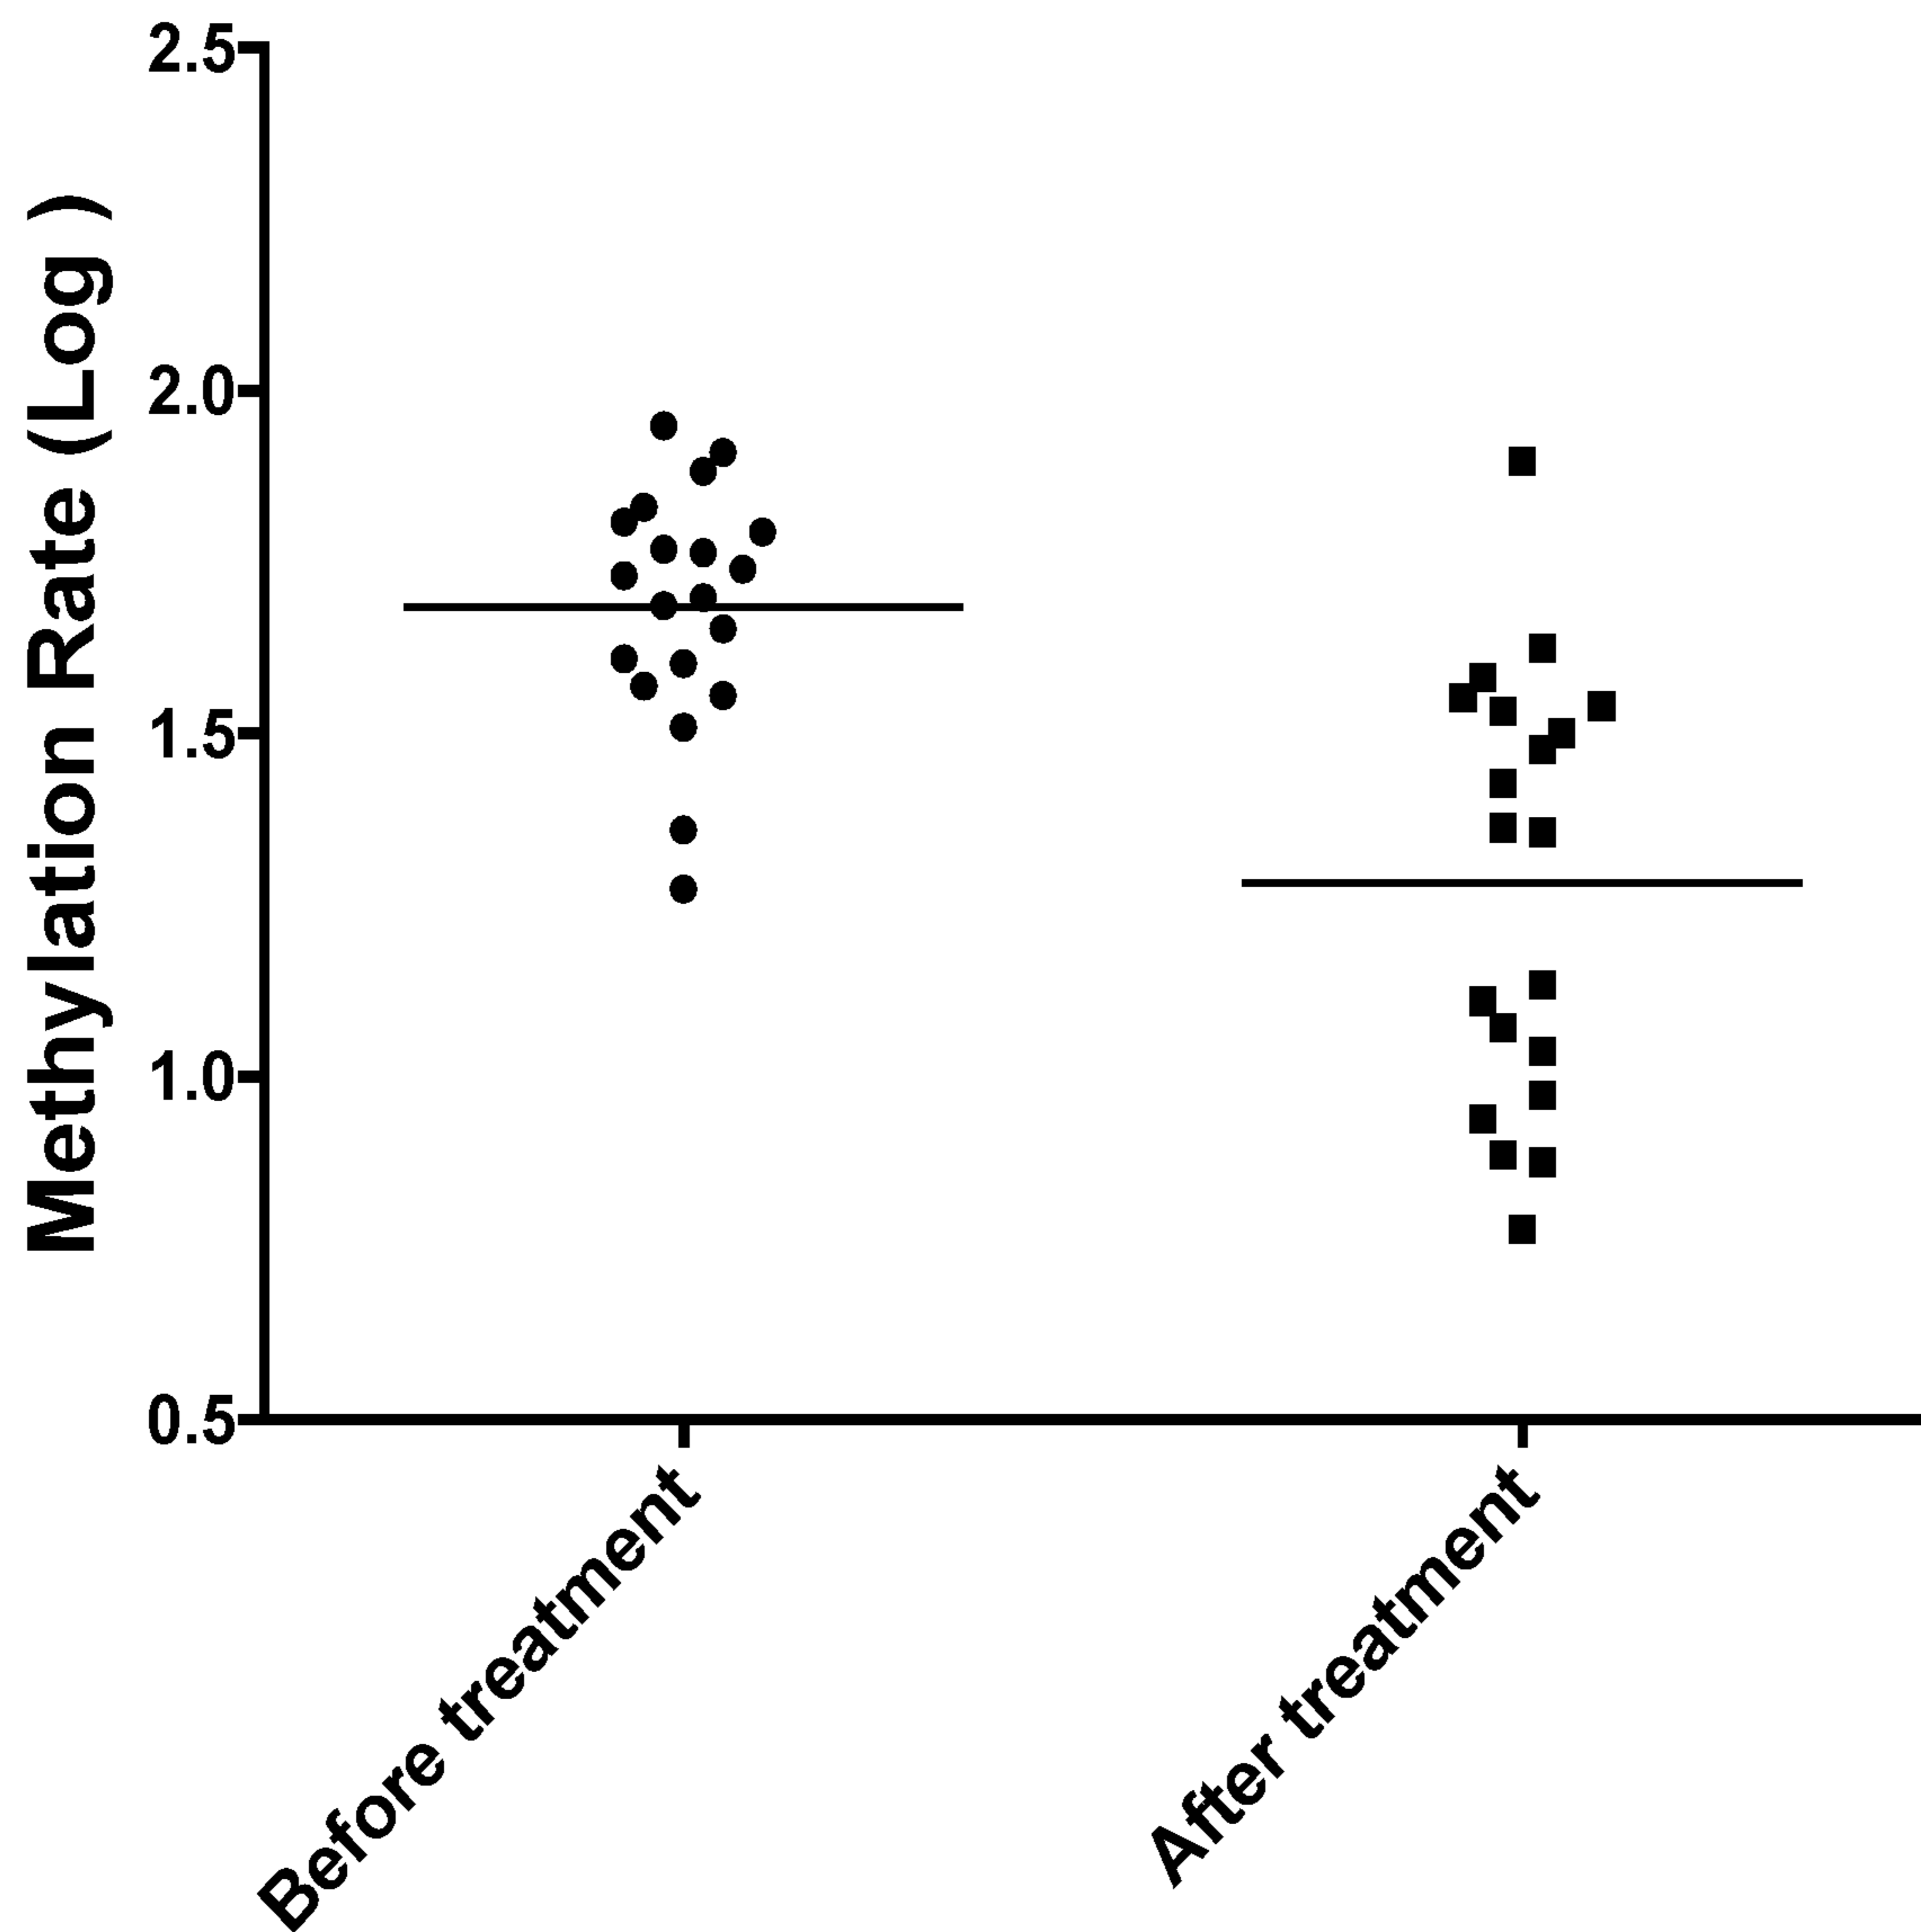 Methylation Rate (Log )
2.5
2.0
1.5
1.0
0.5
Before treatment
After treatment